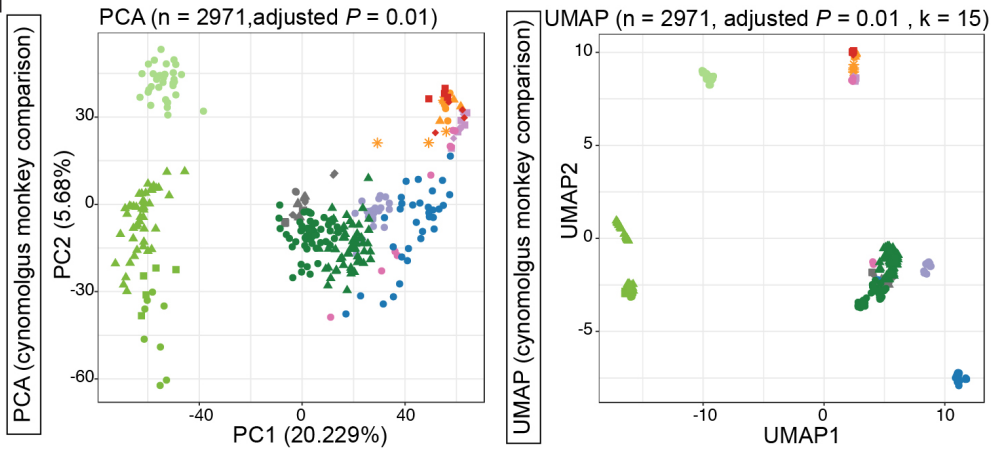 PCA (n = 2971,adjusted P = 0.01)
PCA (cynomolgus monkey comparison)
PC2 (5.68%)
30
0
-30
-60
-40
0
40
PC1 (20.229%)
UMAP (n = 2971, adjusted P = 0.01 , k = 15)
UMAP (cynomolgus monkey comparison)
UMAP2
10
5
0
-5
-10
0
10
UMAP1